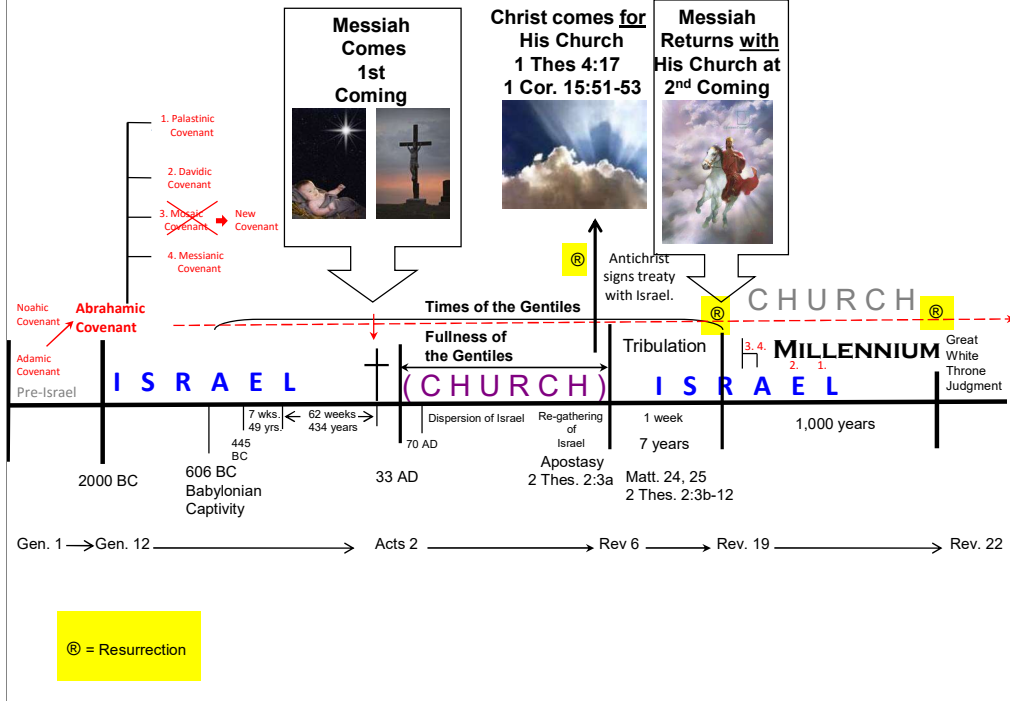 Messiah
Comes
1st
Coming
Christ comes for
His Church
1 Thes 4:17
1 Cor. 15:51-53
Messiah
Returns with
His Church at
2nd Coming
1. Palastinic
Covenant
2. Davidic
Covenant
3. Mosaic
Covenant
New
Covenant
4. Messianic
Covenant
®
Antichrist
signs treaty
with Israel.
Noahic
Covenant
Abrahamic
Covenant
Adamic
Covenant
Pre-Israel
Times of the Gentiles
®
CHURCH
®
Fullness of
the Gentiles
Tribulation
3. 4.
MILLENNIUM
2. 1.
Great
White
Throne
Judgment
ISRAEL
(CHURCH)
ISRAEL
7 wks.
49 yrs.
62 weeks
434 years
Dispersion of Israel
Re-gathering
of
Israel
1 week
7 years
1,000 years
445
BC
70 AD
2000 BC
606 BC
Babylonian
Captivity
33 AD
Apostasy
2 Thes. 2:3a
Matt. 24, 25
2 Thes. 2:3b-12
Gen. 1
Gen. 12
Acts 2
Rev 6
Rev. 19
Rev. 22
® = Resurrection